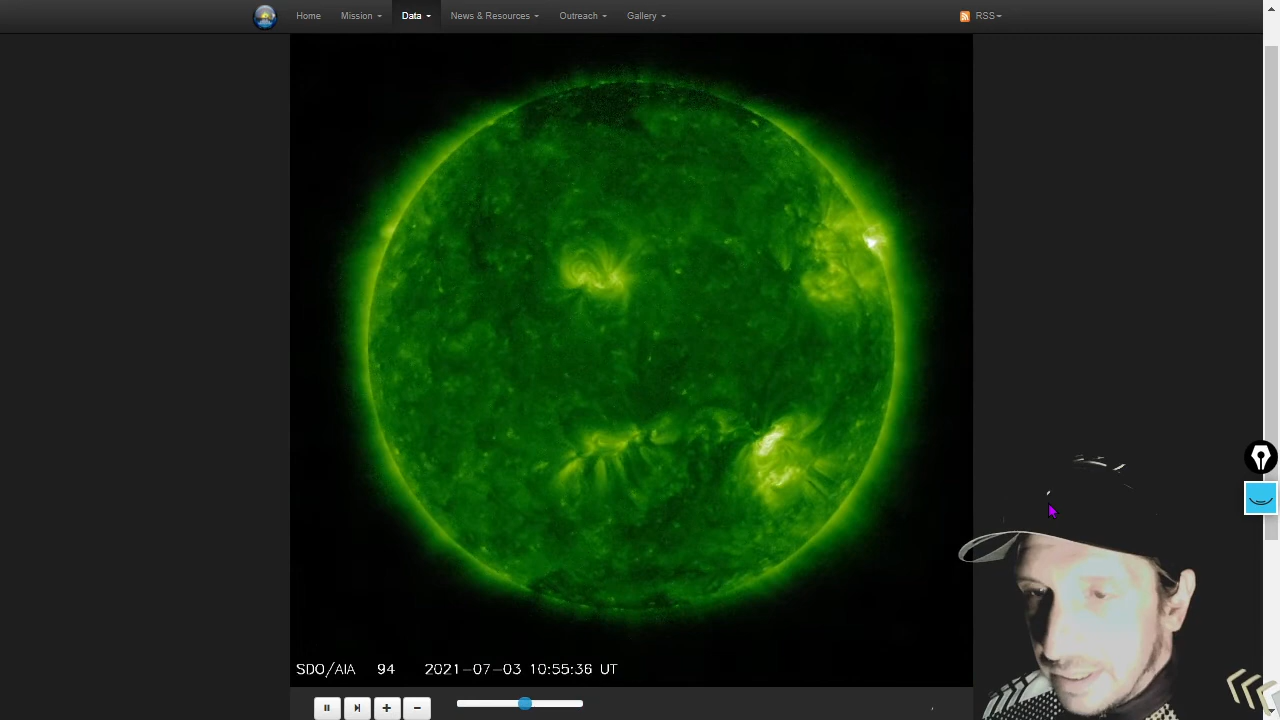 Home Mission Data News & Resources Outreach Gallery RSS
SDO/AIA 94 2021-07-03 10:55:36 UT